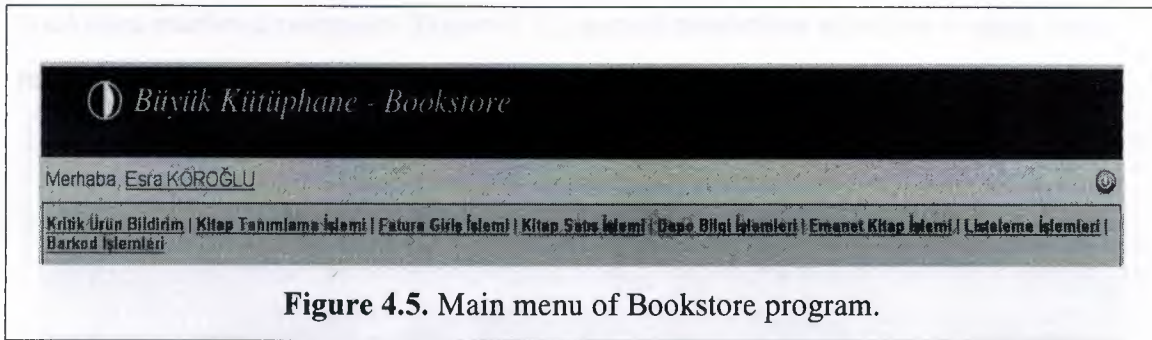 Büyük Kütüphane - Bookstore
Merhaba, Esra KÖROĞLU
Kritik Ürün Bildirim | Kitap Tanımlama İşlemi | Fatura Giriş İşlemi | Kitap Satış İşlemi | Depo Bilgi İşlemleri | Emanet Kitap İşlemi | Listeleme İşlemleri |
Barkod İşlemleri
Figure 4.5. Main menu of Bookstore program.